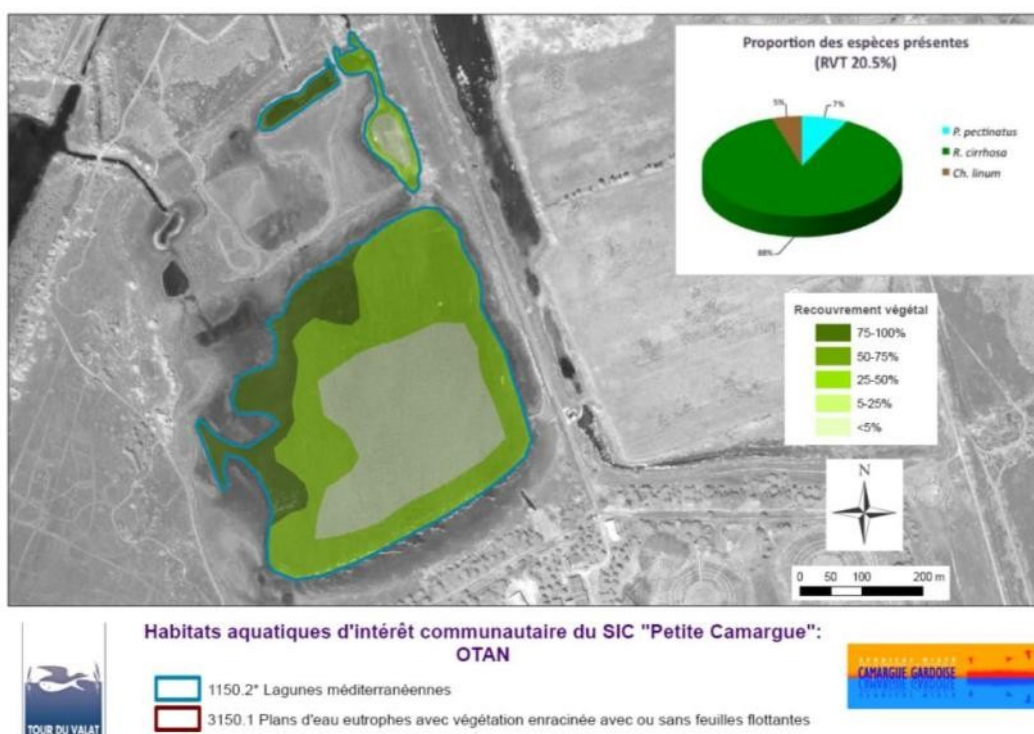 Proportion des espèces présentes
(RVT 20.5%)
5%
7%
88%
P. pectinatus
R. cirrhosa
Ch. linum
Recouvrement végétal
75-100%
50-75%
25-50%
5-25%
<5%
N
0 50 100 200 m
Habitats aquatiques d'intérêt communautaire du SIC "Petite Camargue":
OTAN
1150.2* Lagunes méditerranéennes
3150.1 Plans d'eau eutrophes avec végétation enracinée avec ou sans feuilles flottantes
TOUR DU VALAT
SYNDICAT MIXTE
CAMARGUE GARDOISE